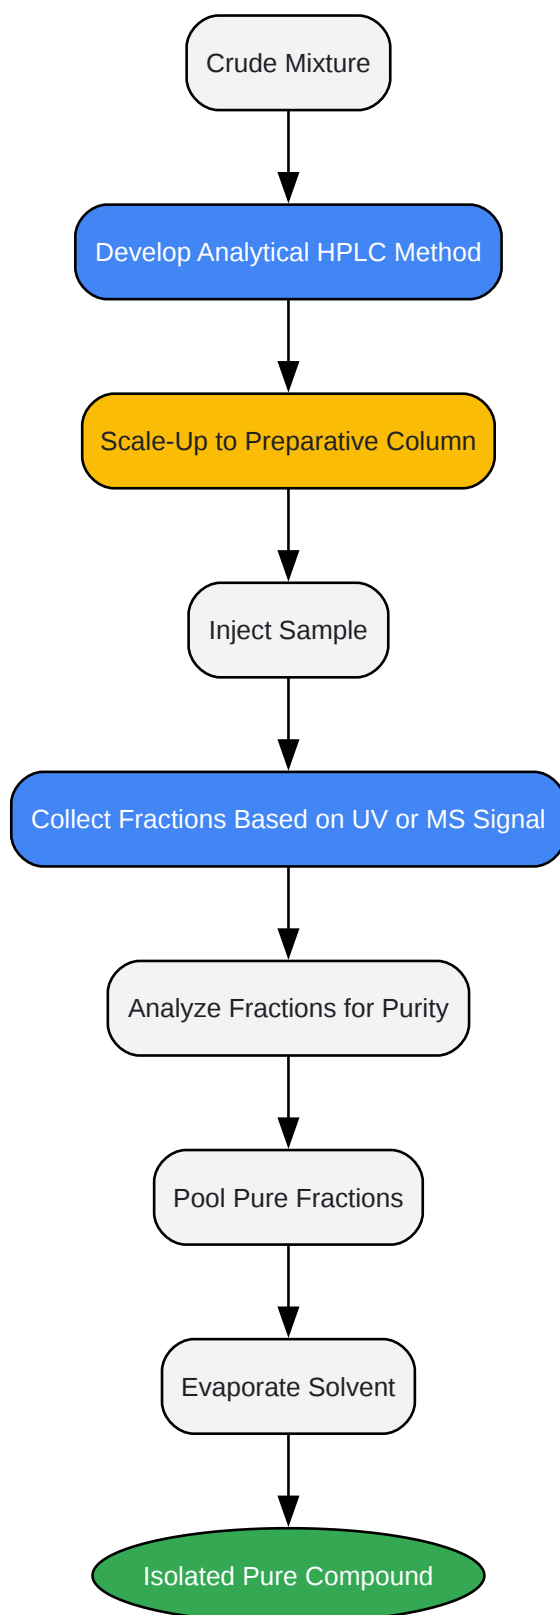 Crude Mixture
Develop Analytical HPLC Method
Scale-Up to Preparative Column
Inject Sample
Collect Fractions Based on UV or MS Signal
Analyze Fractions for Purity
Pool Pure Fractions
Evaporate Solvent
Isolated Pure Compound